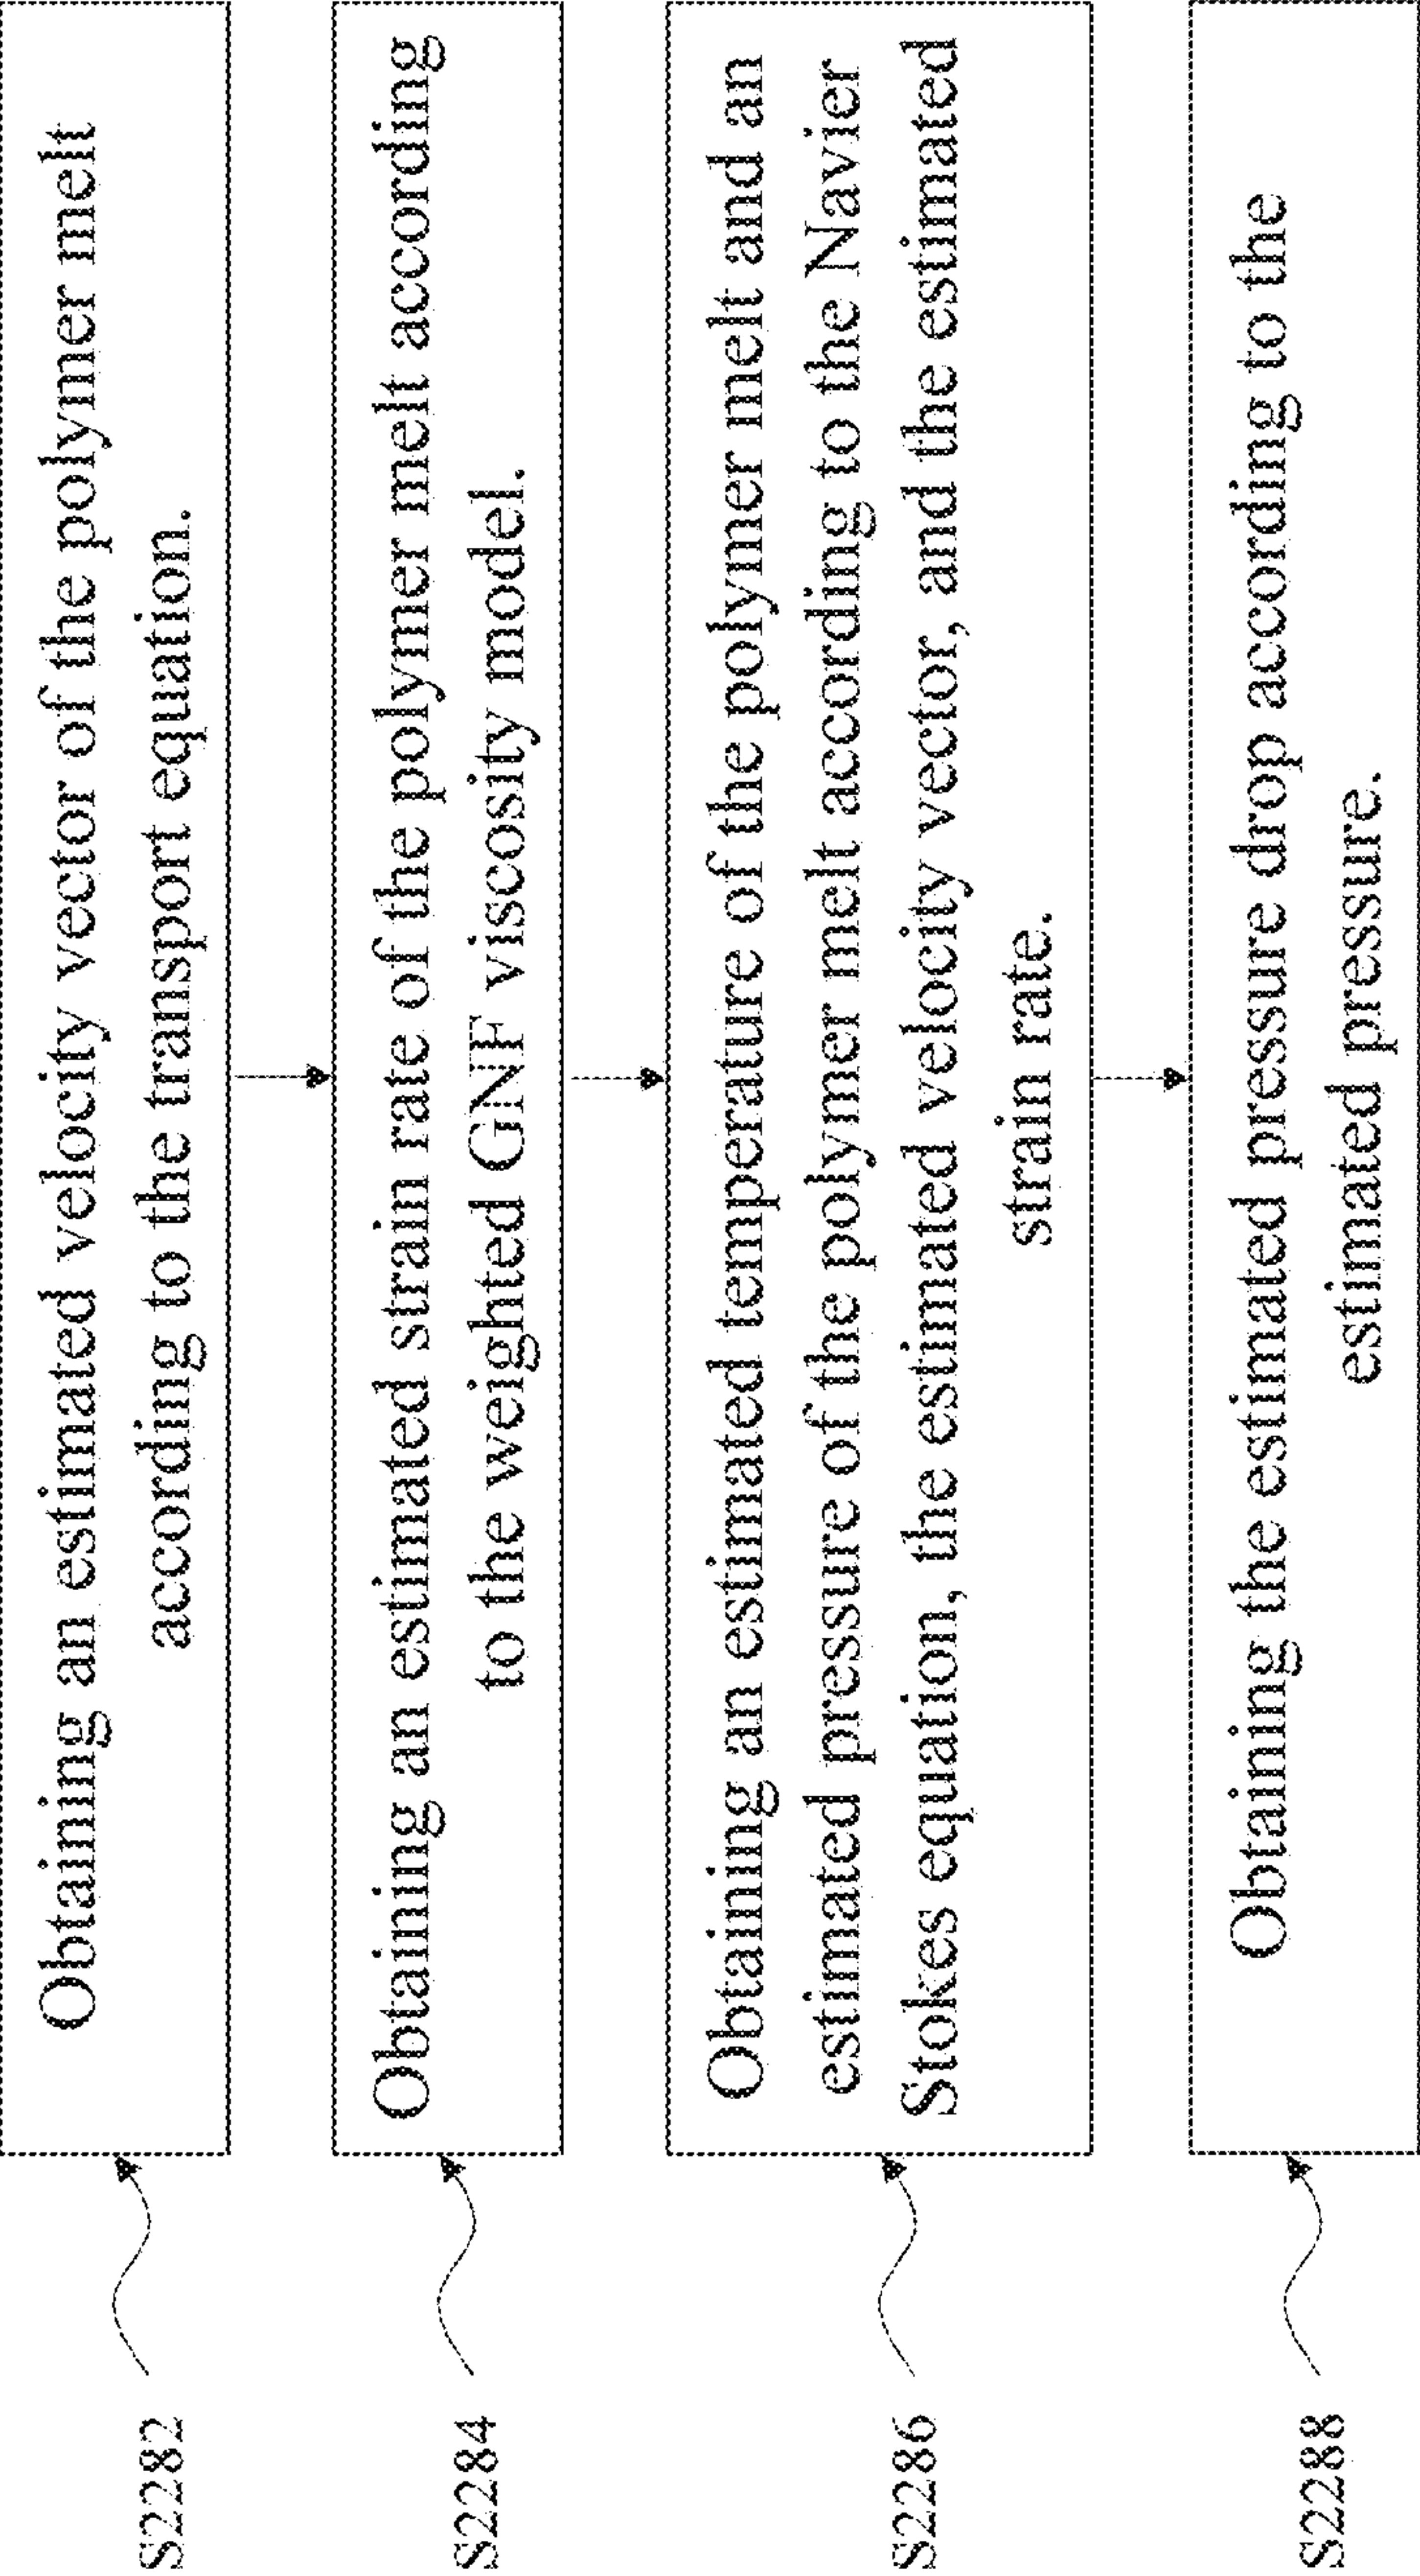 S2282
Obtaining an estimated velocity vector of the polymer melt
according to the transport equation.
S2284
Obtaining an estimated strain rate of the polymer melt according
to the weighted GNF viscosity model.
S2286
Obtaining an estimated temperature of the polymer melt and an
estimated pressure of the polymer melt according to the Navier
Stokes equation, the estimated velocity vector, and the estimated
strain rate.
S2288
Obtaining the estimated pressure drop according to the
estimated pressure.